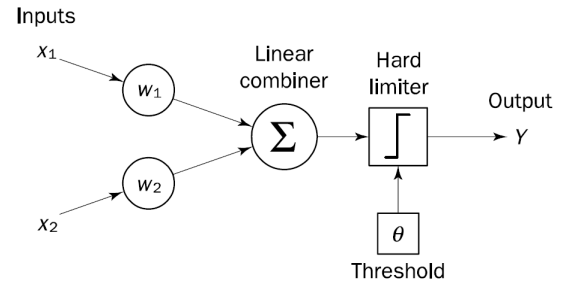 Inputs
x1
w1
Linear
combiner
Σ
Hard
limiter
Output
Y
w2
x2
θ
Threshold